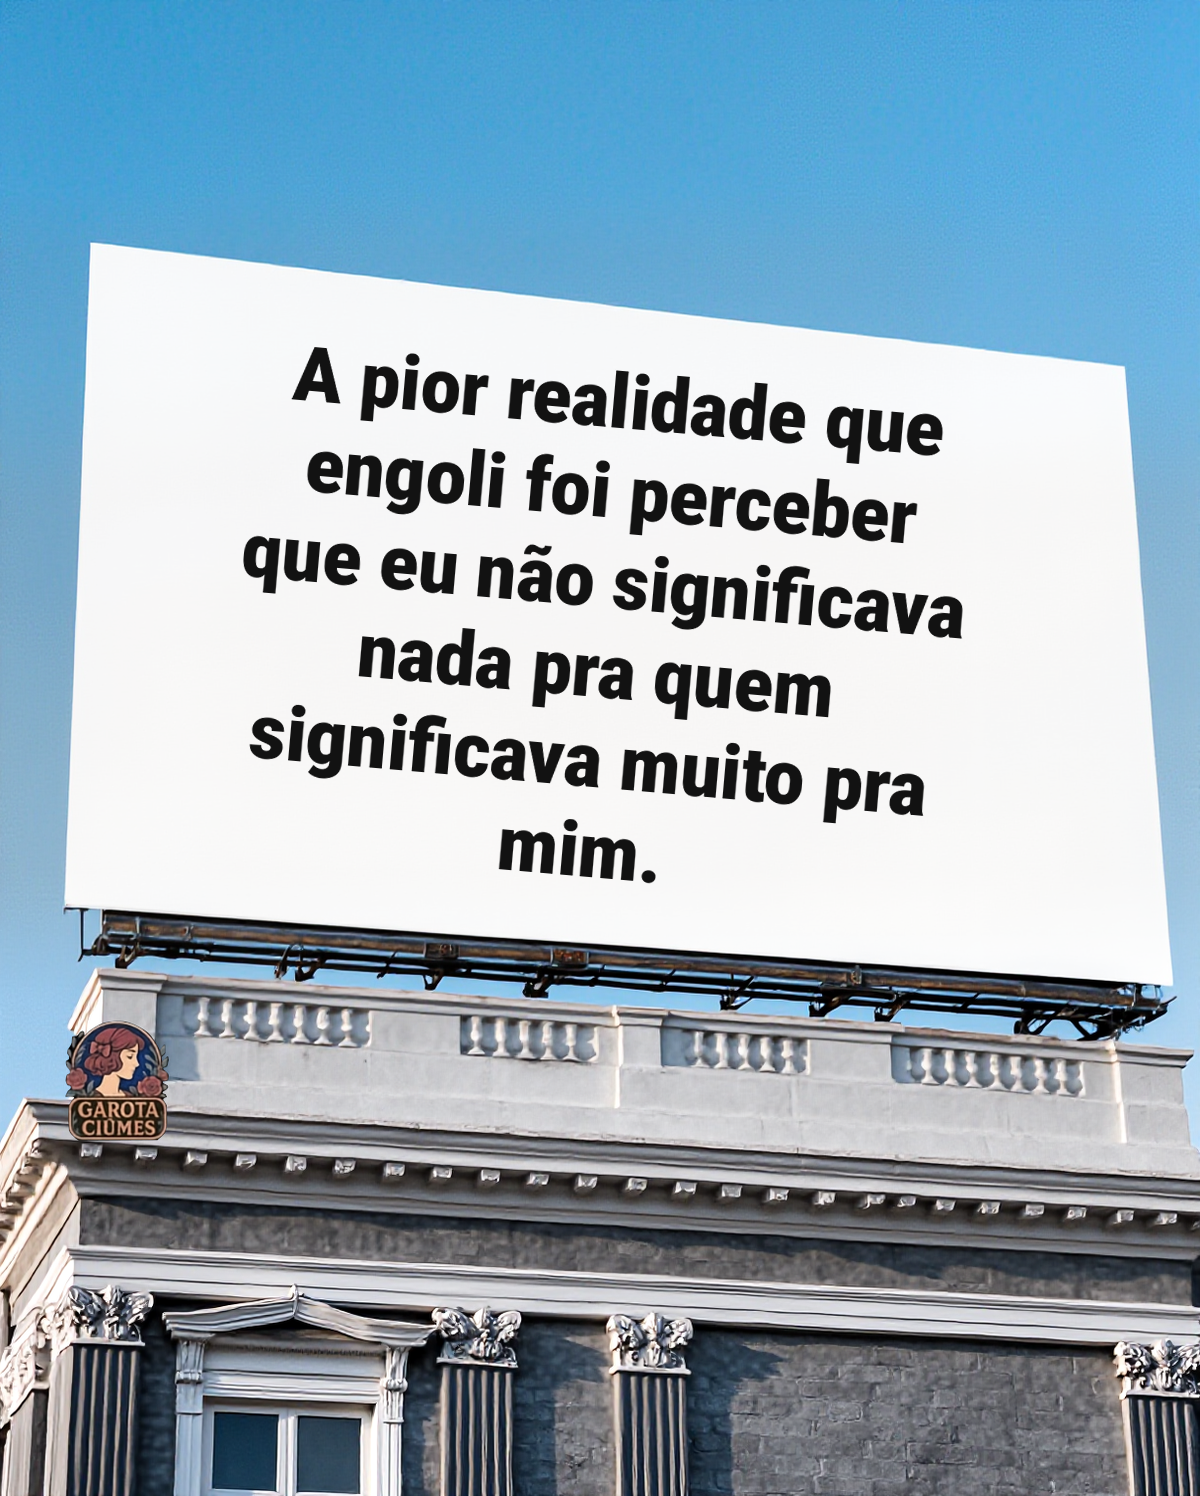 A pior realidade que
engoli foi perceber
que eu não significava
nada pra quem
significava muito pra
mim.
GAROTA
CIÚMES